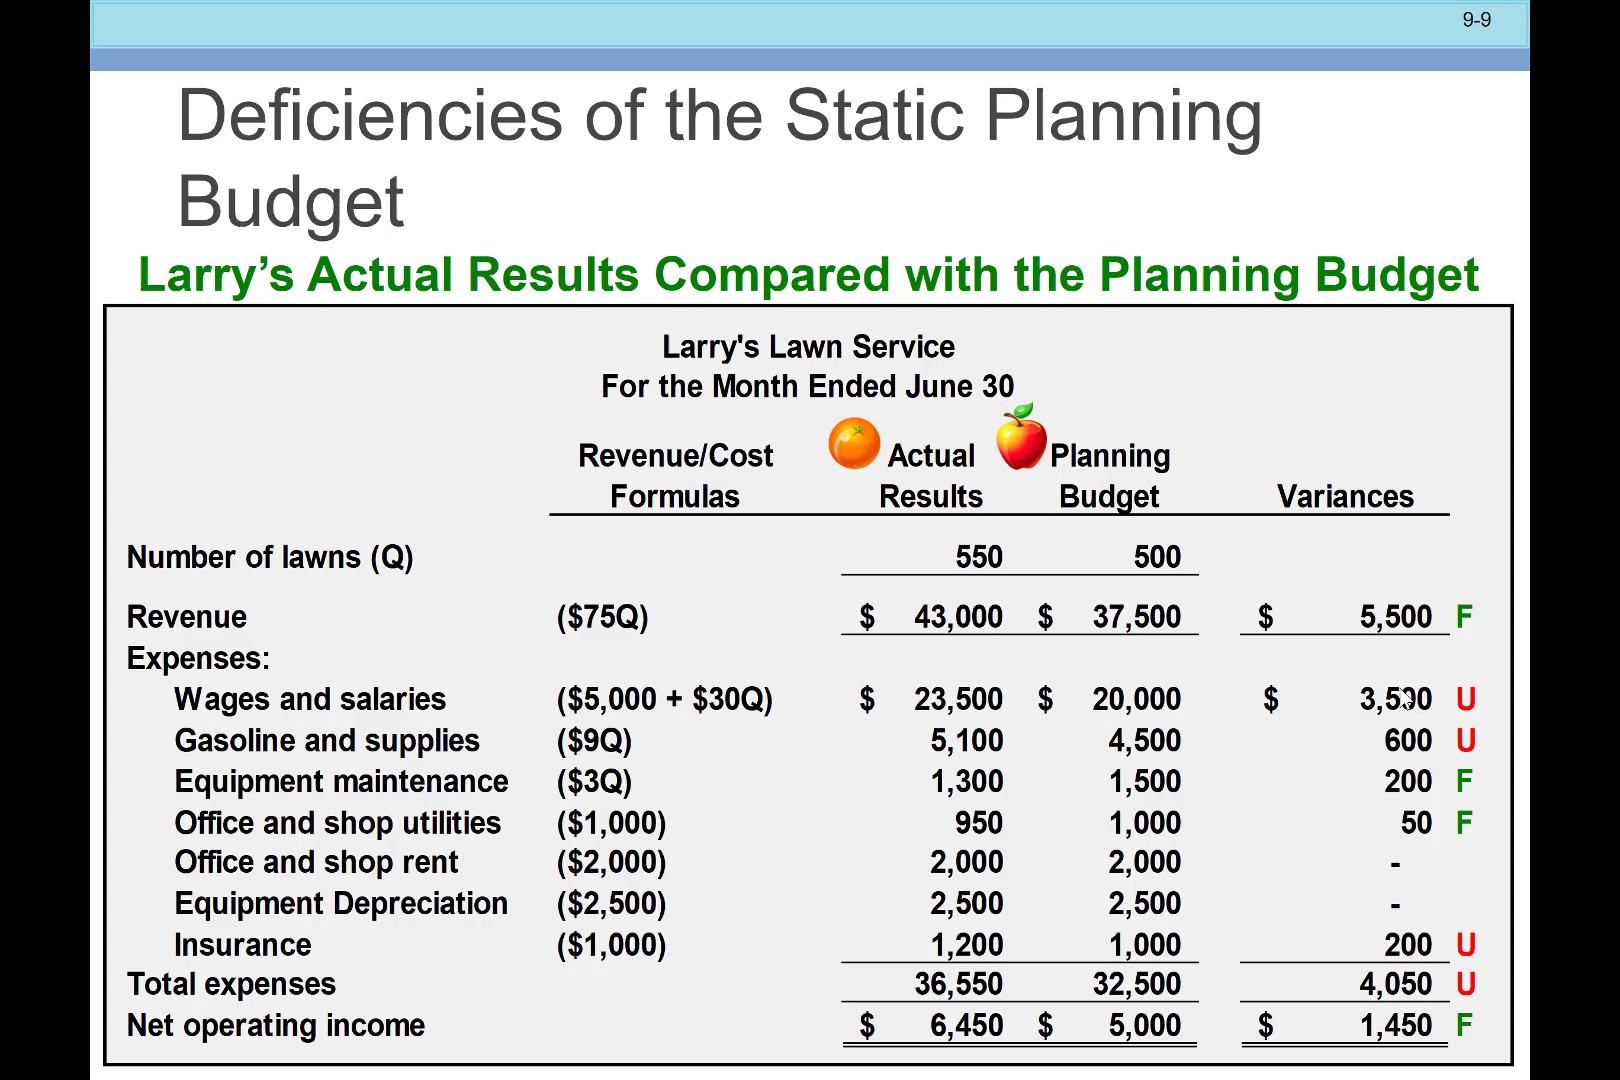 9-9
Deficiencies of the Static Planning
Budget
Larry’s Actual Results Compared with the Planning Budget
Larry's Lawn Service
For the Month Ended June 30
Revenue/Cost Actual Planning
Formulas Results Budget Variances
Number of lawns (Q) 550 500
Revenue ($75Q) $ 43,000 $ 37,500 $ 5,500 F
Expenses:
Wages and salaries ($5,000 + $30Q) $ 23,500 $ 20,000 $ 3,500 U
Gasoline and supplies ($9Q) 5,100 4,500 600 U
Equipment maintenance ($3Q) 1,300 1,500 200 F
Office and shop utilities ($1,000) 950 1,000 50 F
Office and shop rent ($2,000) 2,000 2,000 -
Equipment Depreciation ($2,500) 2,500 2,500 -
Insurance ($1,000) 1,200 1,000 200 U
Total expenses 36,550 32,500 4,050 U
Net operating income $ 6,450 $ 5,000 $ 1,450 F